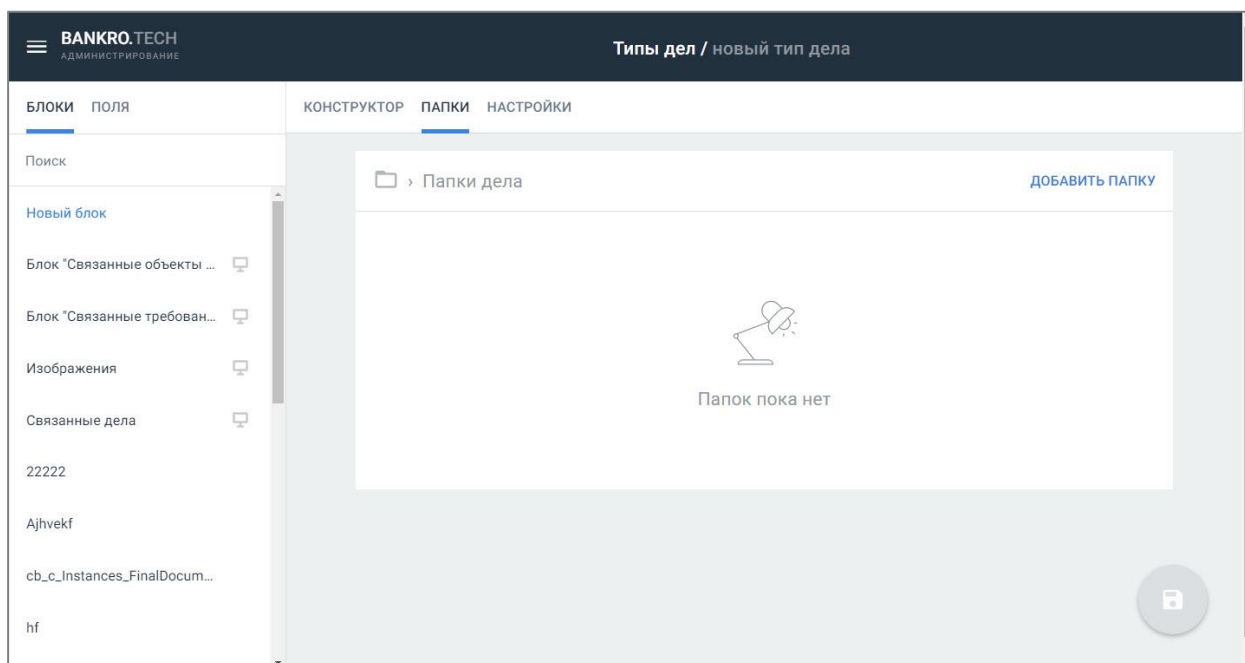 BANKRO.TECH
АДМИНИСТРИРОВАНИЕ
Типы дел / новый тип дела
БЛОКИ ПОЛЯ
КОНСТРУКТОР ПАПКИ НАСТРОЙКИ
Поиск
› Папки дела
ДОБАВИТЬ ПАПКУ
Новый блок
Блок "Связанные объекты ...
Блок "Связанные требован...
Изображения
Связанные дела
22222
Ajhvekf
cb_c_Instances_FinalDocum...
hf
Папок пока нет